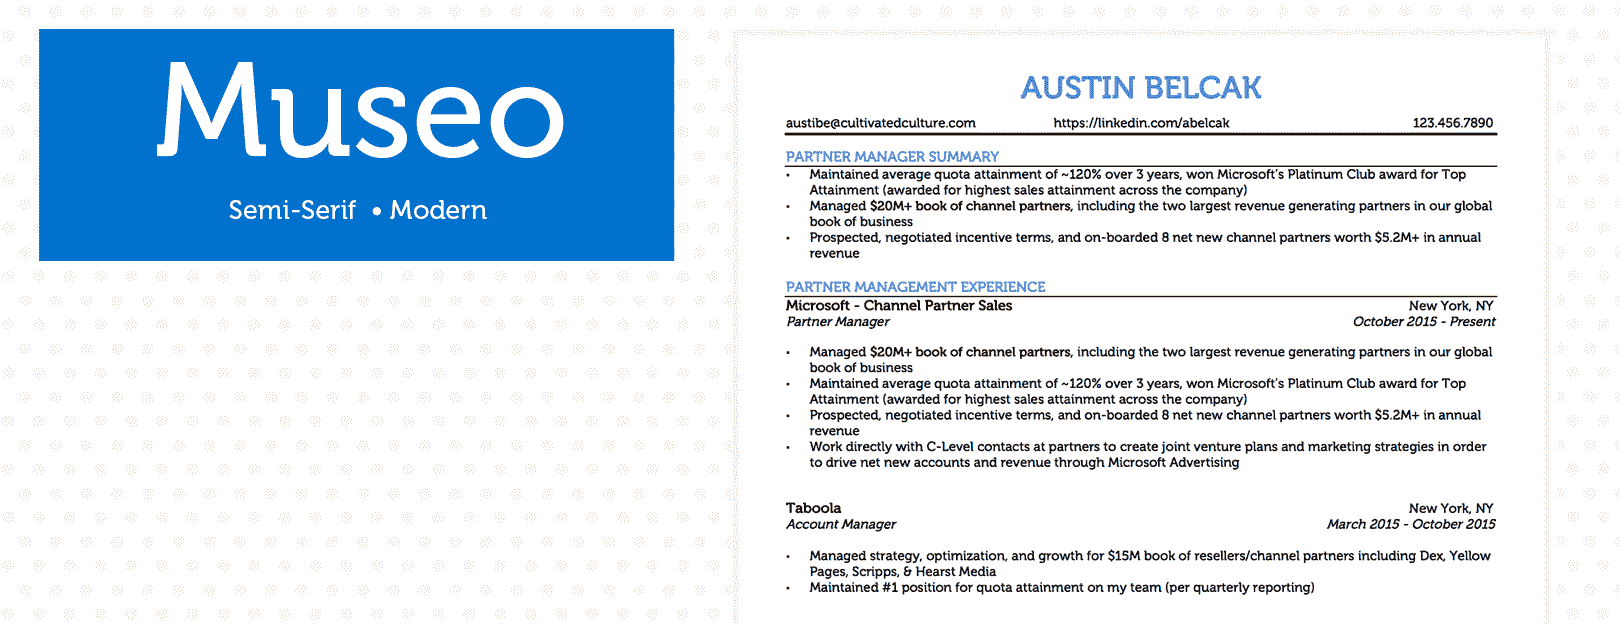 Museo
Semi-Serif • Modern
AUSTIN BELCAK
austibe@cultivatedculture.com https://linkedin.com/abelcak 123.456.7890
PARTNER MANAGER SUMMARY
• Maintained average quota attainment of ~120% over 3 years, won Microsoft's Platinum Club award for Top
Attainment (awarded for highest sales attainment across the company)
• Managed $20M+ book of channel partners, including the two largest revenue generating partners in our global
book of business
• Prospected, negotiated incentive terms, and on-boarded 8 net new channel partners worth $5.2M+ in annual
revenue
PARTNER MANAGEMENT EXPERIENCE
Microsoft - Channel Partner Sales New York, NY
Partner Manager October 2015 - Present
• Managed $20M+ book of channel partners, including the two largest revenue generating partners in our global
book of business
• Maintained average quota attainment of ~120% over 3 years, won Microsoft's Platinum Club award for Top
Attainment (awarded for highest sales attainment across the company)
• Prospected, negotiated incentive terms, and on-boarded 8 net new channel partners worth $5.2M+ in annual
revenue
• Work directly with C-Level contacts at partners to create joint venture plans and marketing strategies in order
to drive net new accounts and revenue through Microsoft Advertising
Taboola New York, NY
Account Manager March 2015 - October 2015
• Managed strategy, optimization, and growth for $15M book of resellers/channel partners including Dex, Yellow
Pages, Scripps, & Hearst Media
• Maintained #1 position for quota attainment on my team (per quarterly reporting)